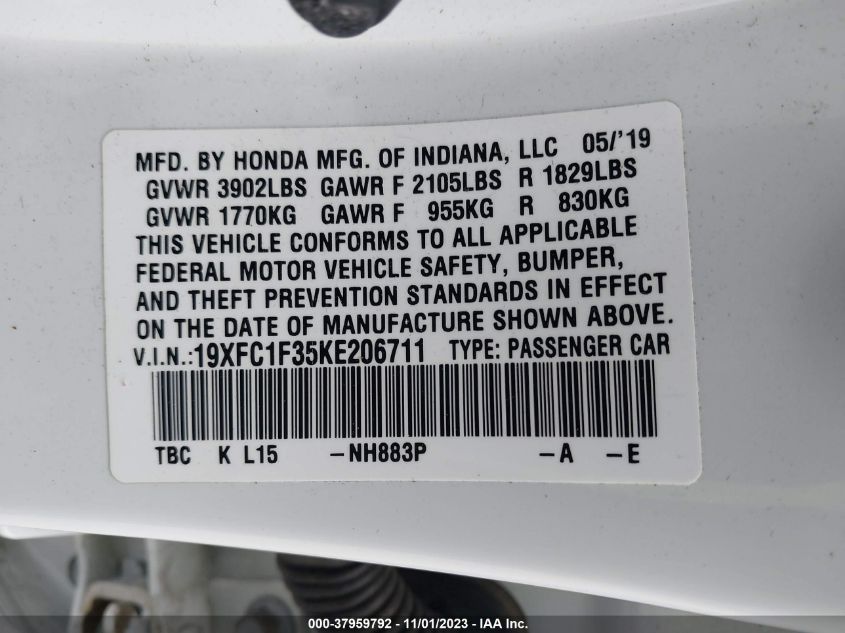 MFD. BY HONDA MFG. OF INDIANA, LLC 05/'19
GVWR 3902LBS GAWR F 2105LBS R 1829LBS
GVWR 1770KG GAWR F 955KG R 830KG
THIS VEHICLE CONFORMS TO ALL APPLICABLE
FEDERAL MOTOR VEHICLE SAFETY, BUMPER,
AND THEFT PREVENTION STANDARDS IN EFFECT
ON THE DATE OF MANUFACTURE SHOWN ABOVE.
V.I.N.:19XFC1F35KE206711 TYPE: PASSENGER CAR
TBC K L15 -NH883P -A -E
000-37959792 - 11/01/2023 - IAA Inc.